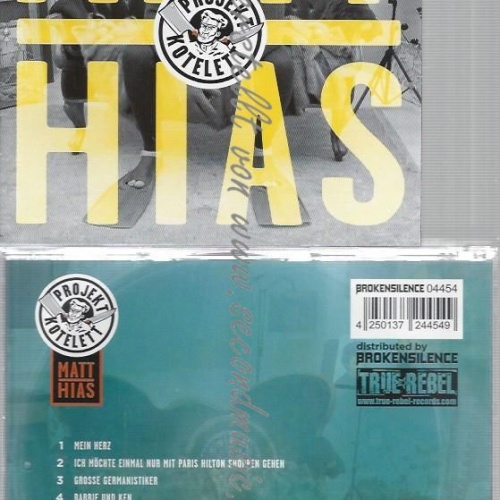 PROJEKT
KOTELETT
HIAS
PROJEKT
KOTELETT
MATT
HIAS
BROKENSILENCE 04454
4 250137 244549
distributed by
BROKENSILENCE
TRUE REBEL
www.true-rebel-records.com
1 MEIN HERZ
2 ICH MÖCHTE EINMAL NUR MIT PARIS HILTON SHOPPEN GEHEN
3 GROSSE GERMANISTIKER
4 BARBIE UND KEN